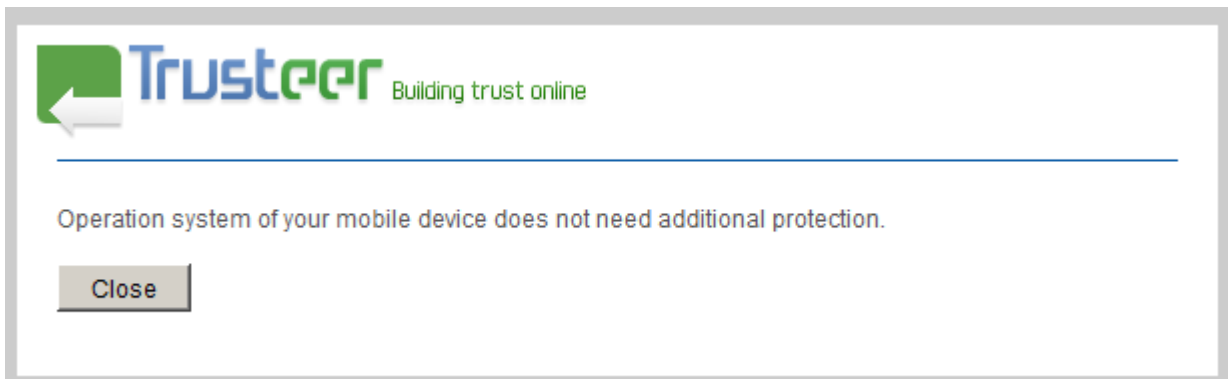 Trusteer Building trust online
Operation system of your mobile device does not need additional protection.
Close